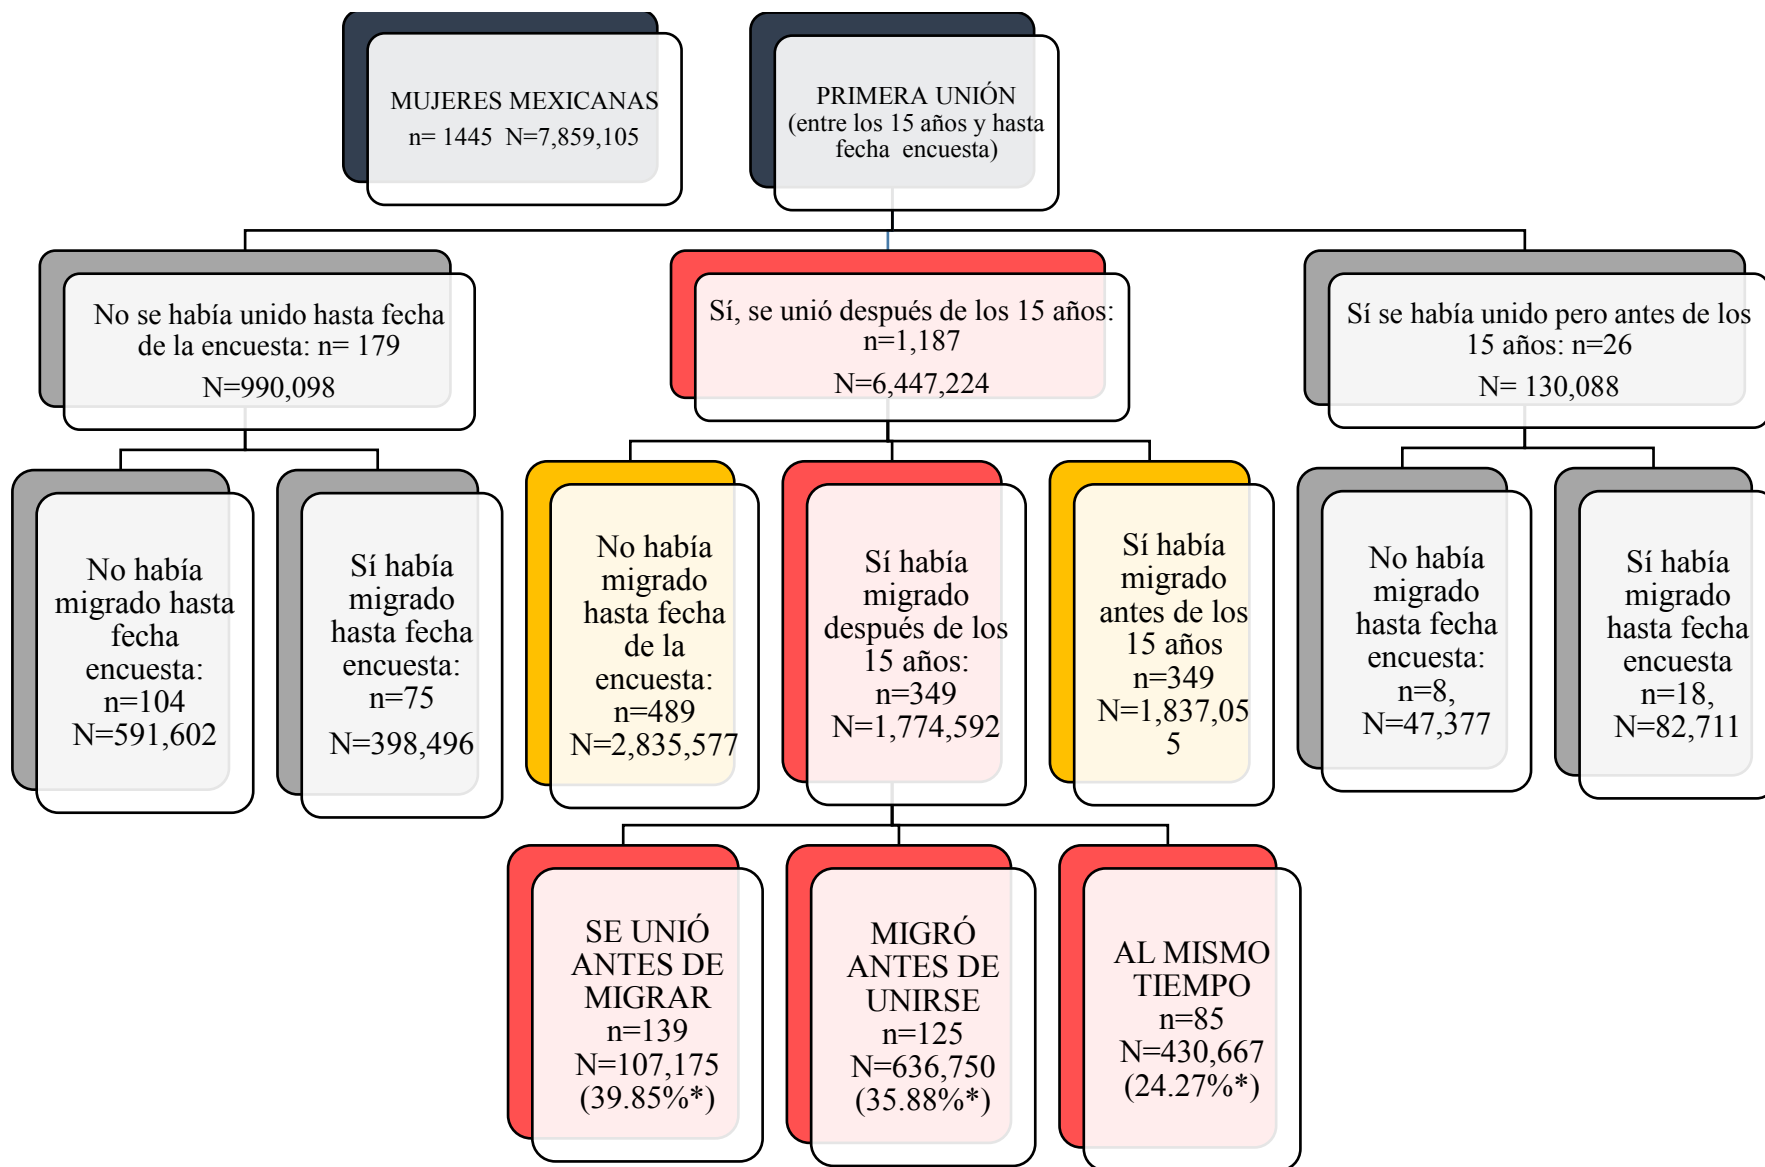 MUJERES MEXICANAS
n= 1445 N=7,859,105
PRIMERA UNIÓN
(entre los 15 años y hasta
fecha encuesta)
No se había unido hasta fecha
de la encuesta: n= 179
N=990,098
Sí, se unió después de los 15 años:
n=1,187
N=6,447,224
Sí se había unido pero antes de los
15 años: n=26
N= 130,088
No había
migrado hasta
fecha
encuesta:
n=104
N=591,602
Sí había
migrado
hasta fecha
encuesta:
n=75
N=398,496
No había
migrado
hasta fecha
de la
encuesta:
n=489
N=2,835,577
Sí había
migrado
después de los
15 años:
n=349
N=1,774,592
Sí había
migrado
antes de los
15 años
n=349
N=1,837,05
5
No había
migrado
hasta fecha
encuesta:
n=8,
N=47,377
Sí había
migrado
hasta fecha
encuesta
n=18,
N=82,711
SE UNIÓ
ANTES DE
MIGRAR
n=139
N=107,175
(39.85%*)
MIGRÓ
ANTES DE
UNIRSE
n=125
N=636,750
(35.88%*)
AL MISMO
TIEMPO
n=85
N=430,667
(24.27%*)